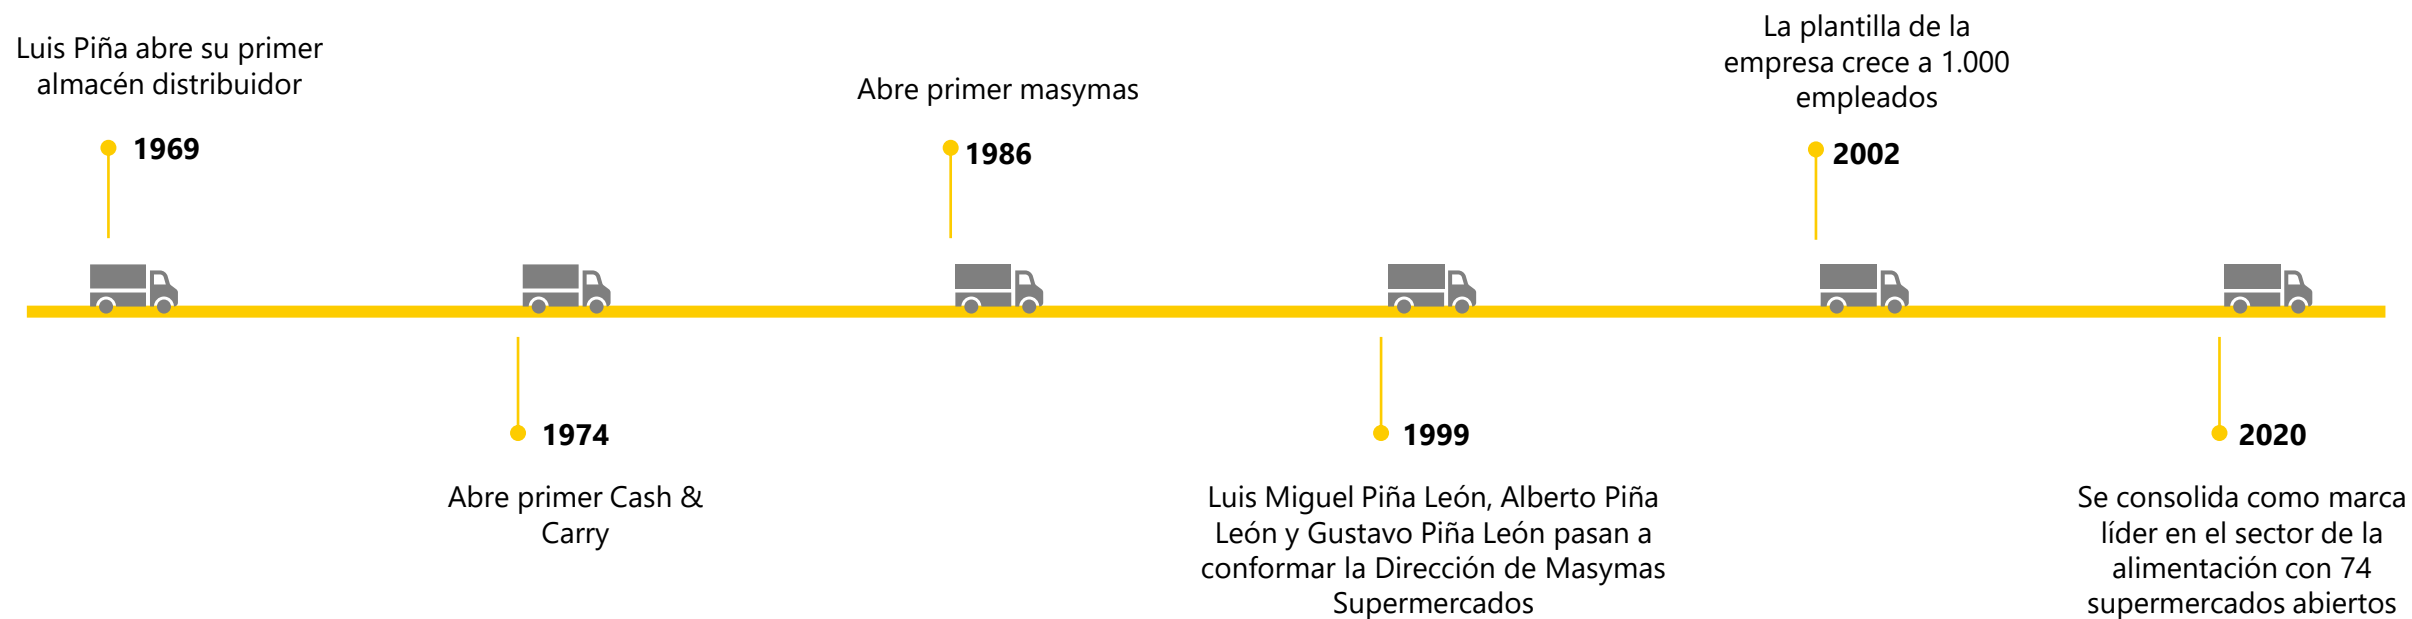 Luis Piña abre su primer
almacén distribuidor
1969
Abre primer Cash &
Carry
1974
Abre primer masymas
1986
1999
Luis Miguel Piña León, Alberto Piña
León y Gustavo Piña León pasan a
conformar la Dirección de Masymas
Supermercados
La plantilla de la
empresa crece a 1.000
empleados
2002
2020
Se consolida como marca
líder en el sector de la
alimentación con 74
supermercados abiertos